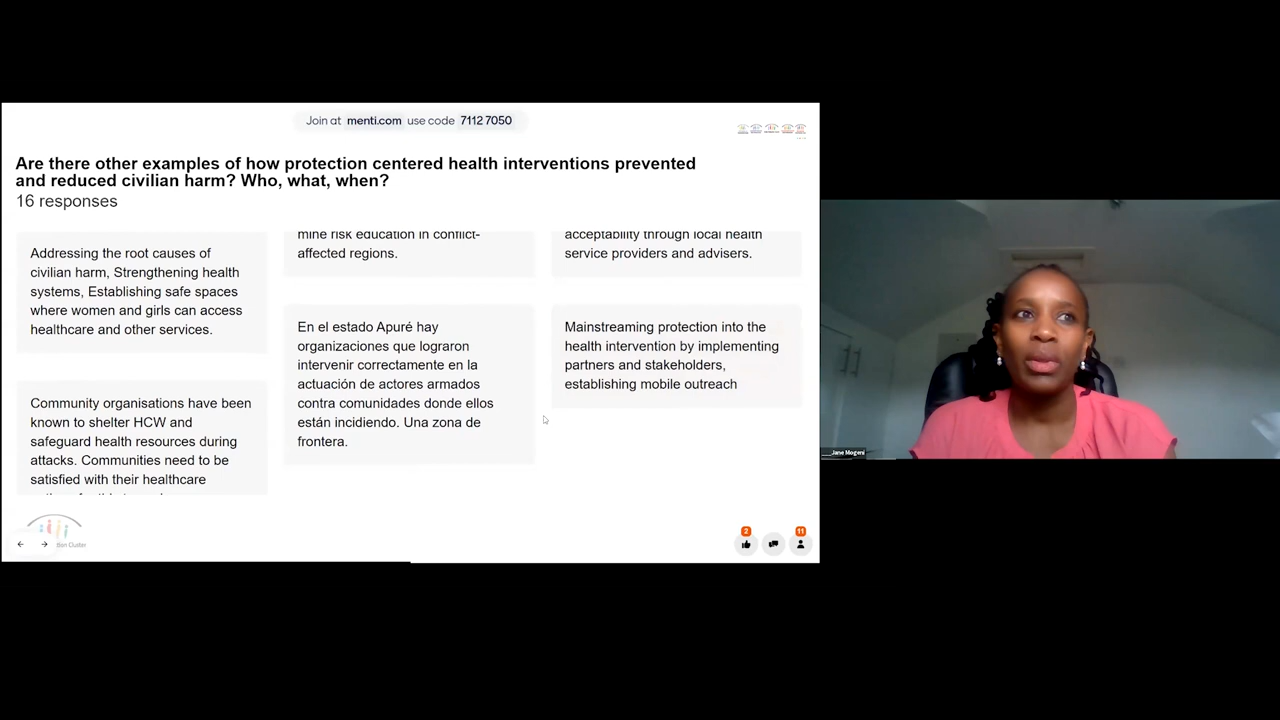 Join at menti.com use code 7112 7050
Are there other examples of how protection centered health interventions prevented
and reduced civilian harm? Who, what, when?
16 responses
Addressing the root causes of
civilian harm, Strengthening health
systems, Establishing safe spaces
where women and girls can access
healthcare and other services.
Community organisations have been
known to shelter HCW and
safeguard health resources during
attacks. Communities need to be
satisfied with their healthcare
mine risk education in conflict-
affected regions.
En el estado Apuré hay
organizaciones que lograron
intervenir correctamente en la
actuación de actores armados
contra comunidades donde ellos
están incidiendo. Una zona de
frontera.
acceptability through local health
service providers and advisers.
Mainstreaming protection into the
health intervention by implementing
partners and stakeholders,
establishing mobile outreach
Cluster
2
11
Jane Mogeni